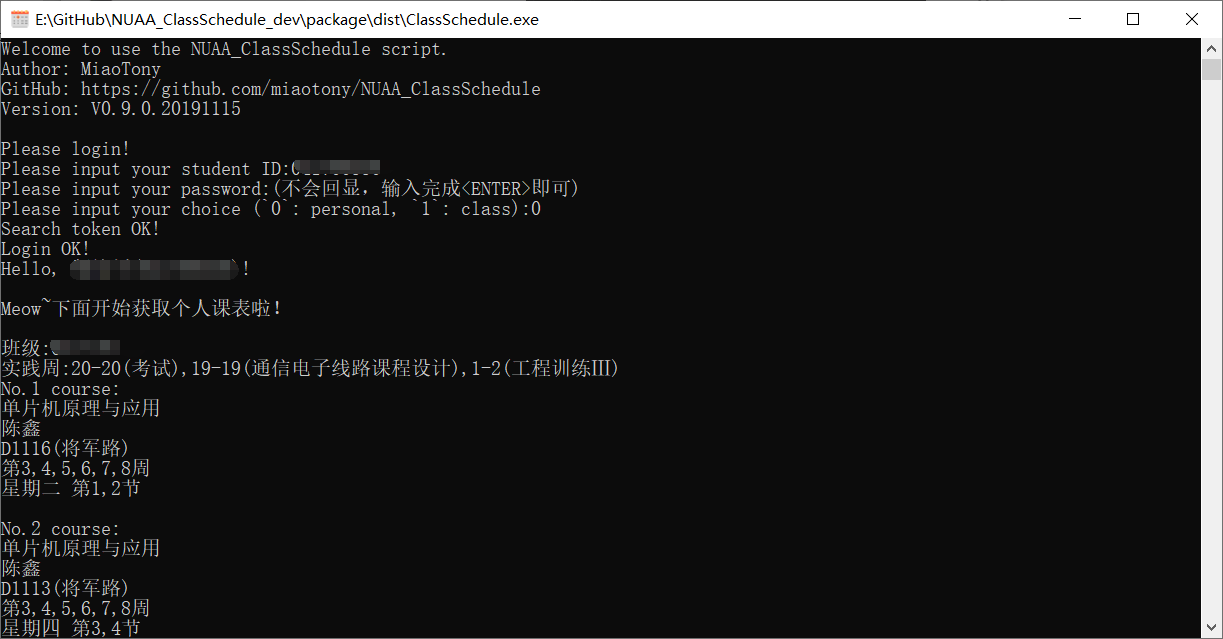 E:\GitHub\NUAA_ClassSchedule_dev\package\dist\ClassSchedule.exe
Welcome to use the NUAA_ClassSchedule script.
Author: MiaoTony
GitHub: https://github.com/miaotony/NUAA_ClassSchedule
Version: V0.9.0.20191115
Please login!
Please input your student ID:
Please input your password:(不会回显，输入完成<ENTER>即可)
Please input your choice (`0`: personal, `1`: class):0
Search token OK!
Login OK!
Hello, !
Meow~下面开始获取个人课表啦！
班级:
实践周:20-20(考试),19-19(通信电子线路课程设计),1-2(工程训练Ⅲ)
No.1 course:
单片机原理与应用
陈鑫
D1116(将军路)
第3,4,5,6,7,8周
星期二 第1,2节
No.2 course:
单片机原理与应用
陈鑫
D1113(将军路)
第3,4,5,6,7,8周
星期四 第3,4节